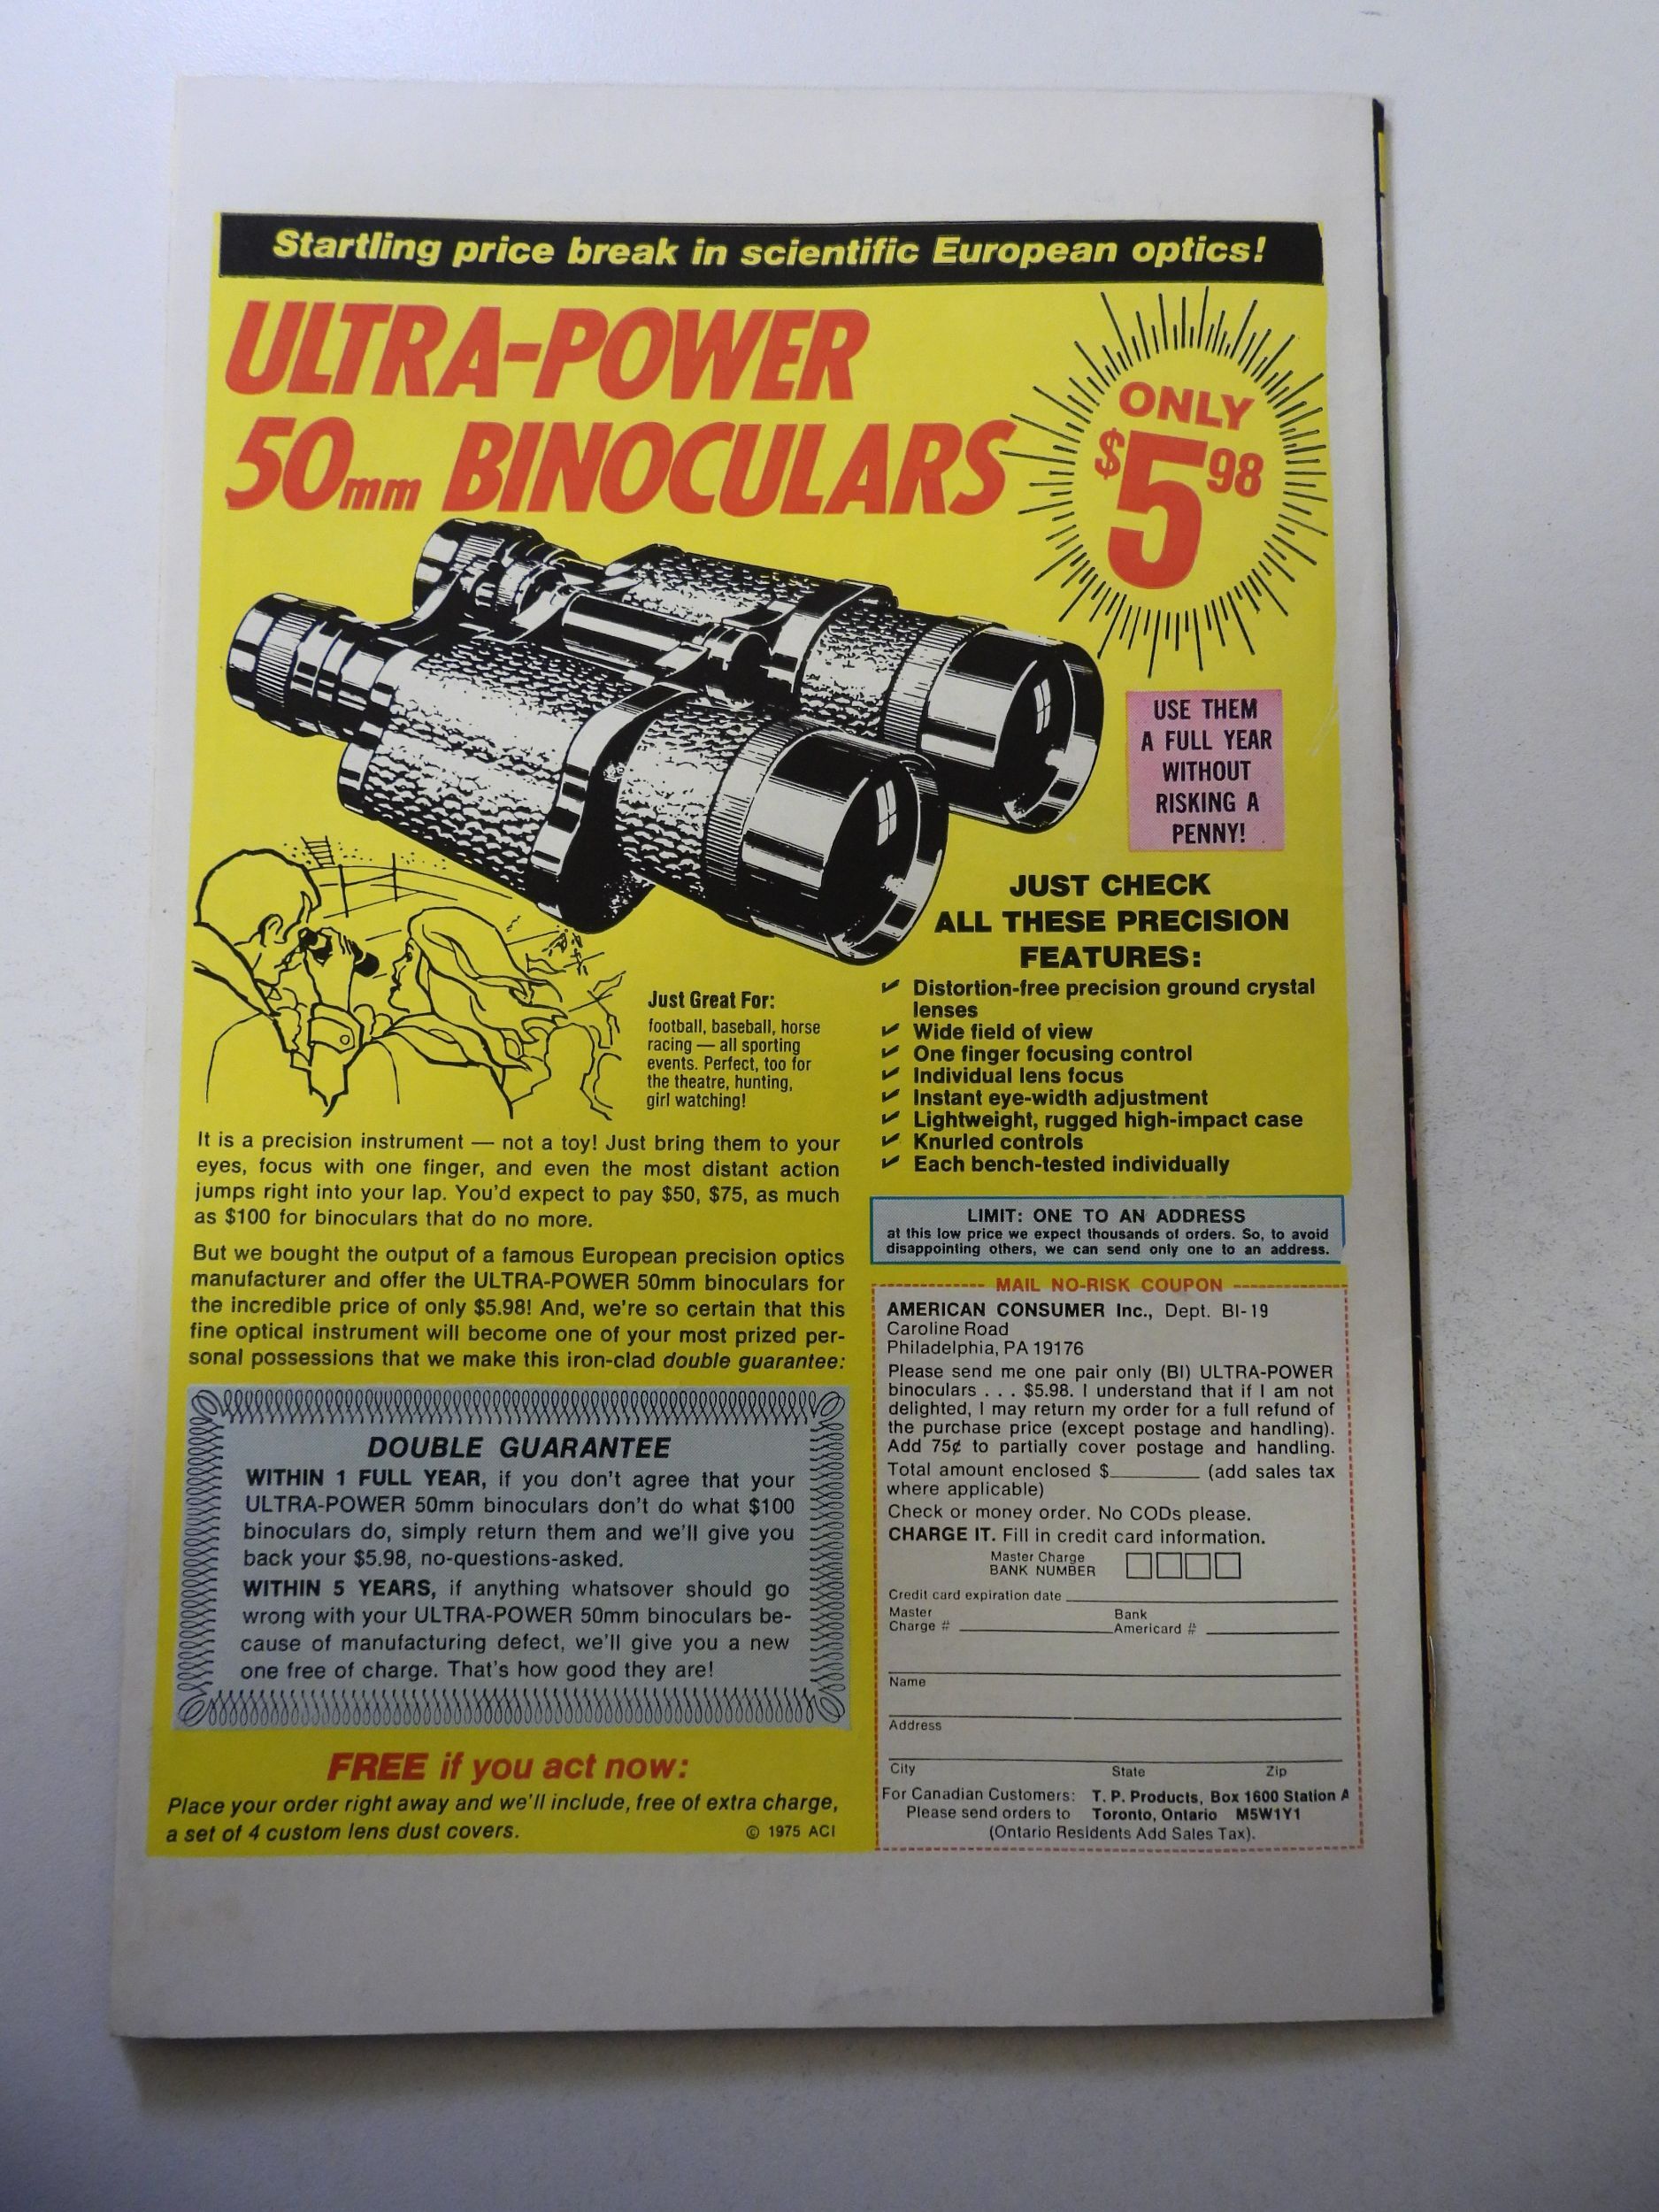 Startling price break in scientific European optics!
ULTRA-POWER
50mm BINOCULARS
ONLY
$5 98
USE THEM
A FULL YEAR
WITHOUT
RISKING A
PENNY!
JUST CHECK
ALL THESE PRECISION
FEATURES:
✔ Distortion-free precision ground crystal
lenses
✔ Wide field of view
✔ One finger focusing control
✔ Individual lens focus
✔ Instant eye-width adjustment
✔ Lightweight, rugged high-impact case
✔ Knurled controls
✔ Each bench-tested individually
Just Great For:
football, baseball, horse
racing — all sporting
events. Perfect, too for
the theatre, hunting,
girl watching!
It is a precision instrument — not a toy! Just bring them to your
eyes, focus with one finger, and even the most distant action
jumps right into your lap. You'd expect to pay $50, $75, as much
as $100 for binoculars that do no more.
But we bought the output of a famous European precision optics
manufacturer and offer the ULTRA-POWER 50mm binoculars for
the incredible price of only $5.98! And, we're so certain that this
fine optical instrument will become one of your most prized per-
sonal possessions that we make this iron-clad double guarantee:
DOUBLE GUARANTEE
WITHIN 1 FULL YEAR, if you don't agree that your
ULTRA-POWER 50mm binoculars don't do what $100
binoculars do, simply return them and we'll give you
back your $5.98, no-questions-asked.
WITHIN 5 YEARS, if anything whatsover should go
wrong with your ULTRA-POWER 50mm binoculars be-
cause of manufacturing defect, we'll give you a new
one free of charge. That's how good they are!
FREE if you act now:
Place your order right away and we'll include, free of extra charge,
a set of 4 custom lens dust covers.
© 1975 ACI
LIMIT: ONE TO AN ADDRESS
at this low price we expect thousands of orders. So, to avoid
disappointing others, we can send only one to an address.
MAIL NO-RISK COUPON
AMERICAN CONSUMER Inc., Dept. BI-19
Caroline Road
Philadelphia, PA 19176
Please send me one pair only (BI) ULTRA-POWER
binoculars . . . $5.98. I understand that if I am not
delighted, I may return my order for a full refund of
the purchase price (except postage and handling).
Add 75¢ to partially cover postage and handling.
Total amount enclosed $________ (add sales tax
where applicable)
Check or money order. No CODs please.
CHARGE IT. Fill in credit card information.
Master Charge
BANK NUMBER
Credit card expiration date
Master Bank
Charge # Americard #
Name
Address
City State Zip
For Canadian Customers: T. P. Products, Box 1600 Station A
Please send orders to Toronto, Ontario M5W1Y1
(Ontario Residents Add Sales Tax).